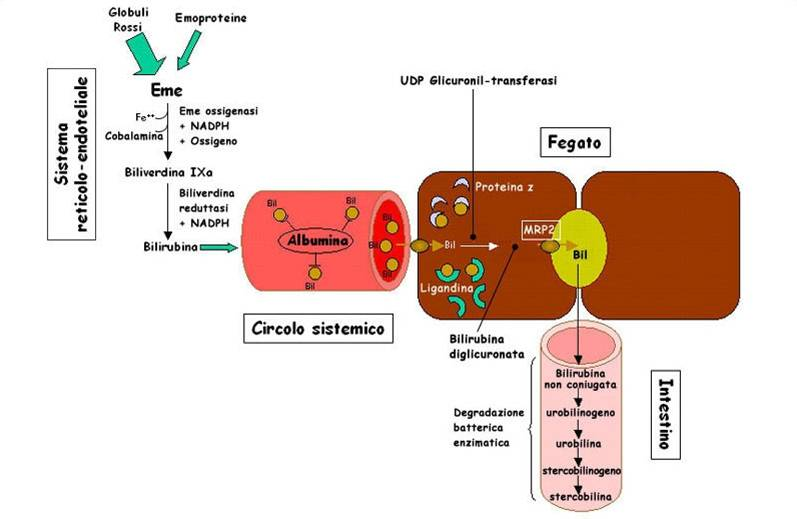 Globuli
Rossi
Emoproteine
Sistema
reticolo-endoteliale
Eme
Fe++
Cobalamina
Eme ossigenasi
+ NADPH
+ Ossigeno
Biliverdina IXa
Biliverdina
reduttasi
+ NADPH
Bilirubina
Bil
Bil
Albumina
Bil
Bil
Bil
Bil
Circolo sistemico
UDP Glicuronil-transferasi
Fegato
Proteina z
Bil
MRP2
Bil
Ligandina
Bilirubina
diglicuronata
Intestino
Degradazione
batterica
enzimatica
Bilirubina
non coniugata
urobilinogeno
urobilina
stercobilinogeno
stercobilina